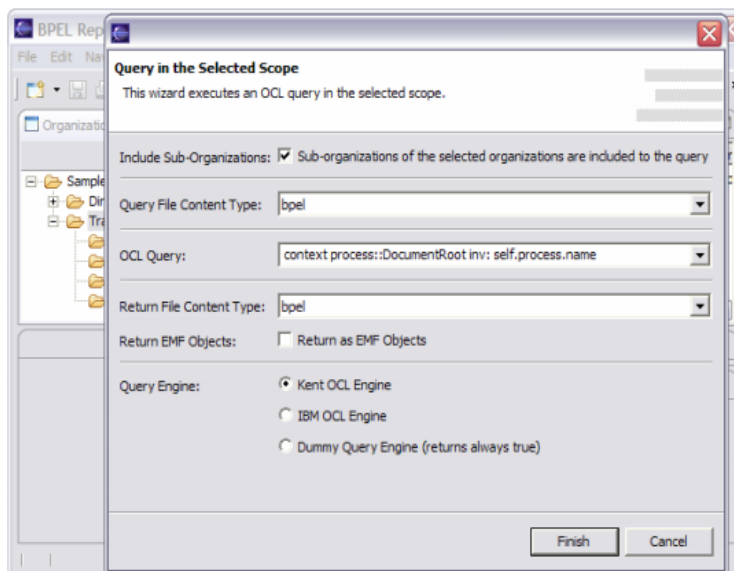 BPEL Rep
File Edit Na
Organizatio
Sample
Dir
Tra
Query in the Selected Scope
This wizard executes an OCL query in the selected scope.
Include Sub-Organizations: Sub-organizations of the selected organizations are included to the query
Query File Content Type: bpel
OCL Query: context process::DocumentRoot inv: self.process.name
Return File Content Type: bpel
Return EMF Objects: Return as EMF Objects
Query Engine: Kent OCL Engine
IBM OCL Engine
Dummy Query Engine (returns always true)
Finish Cancel